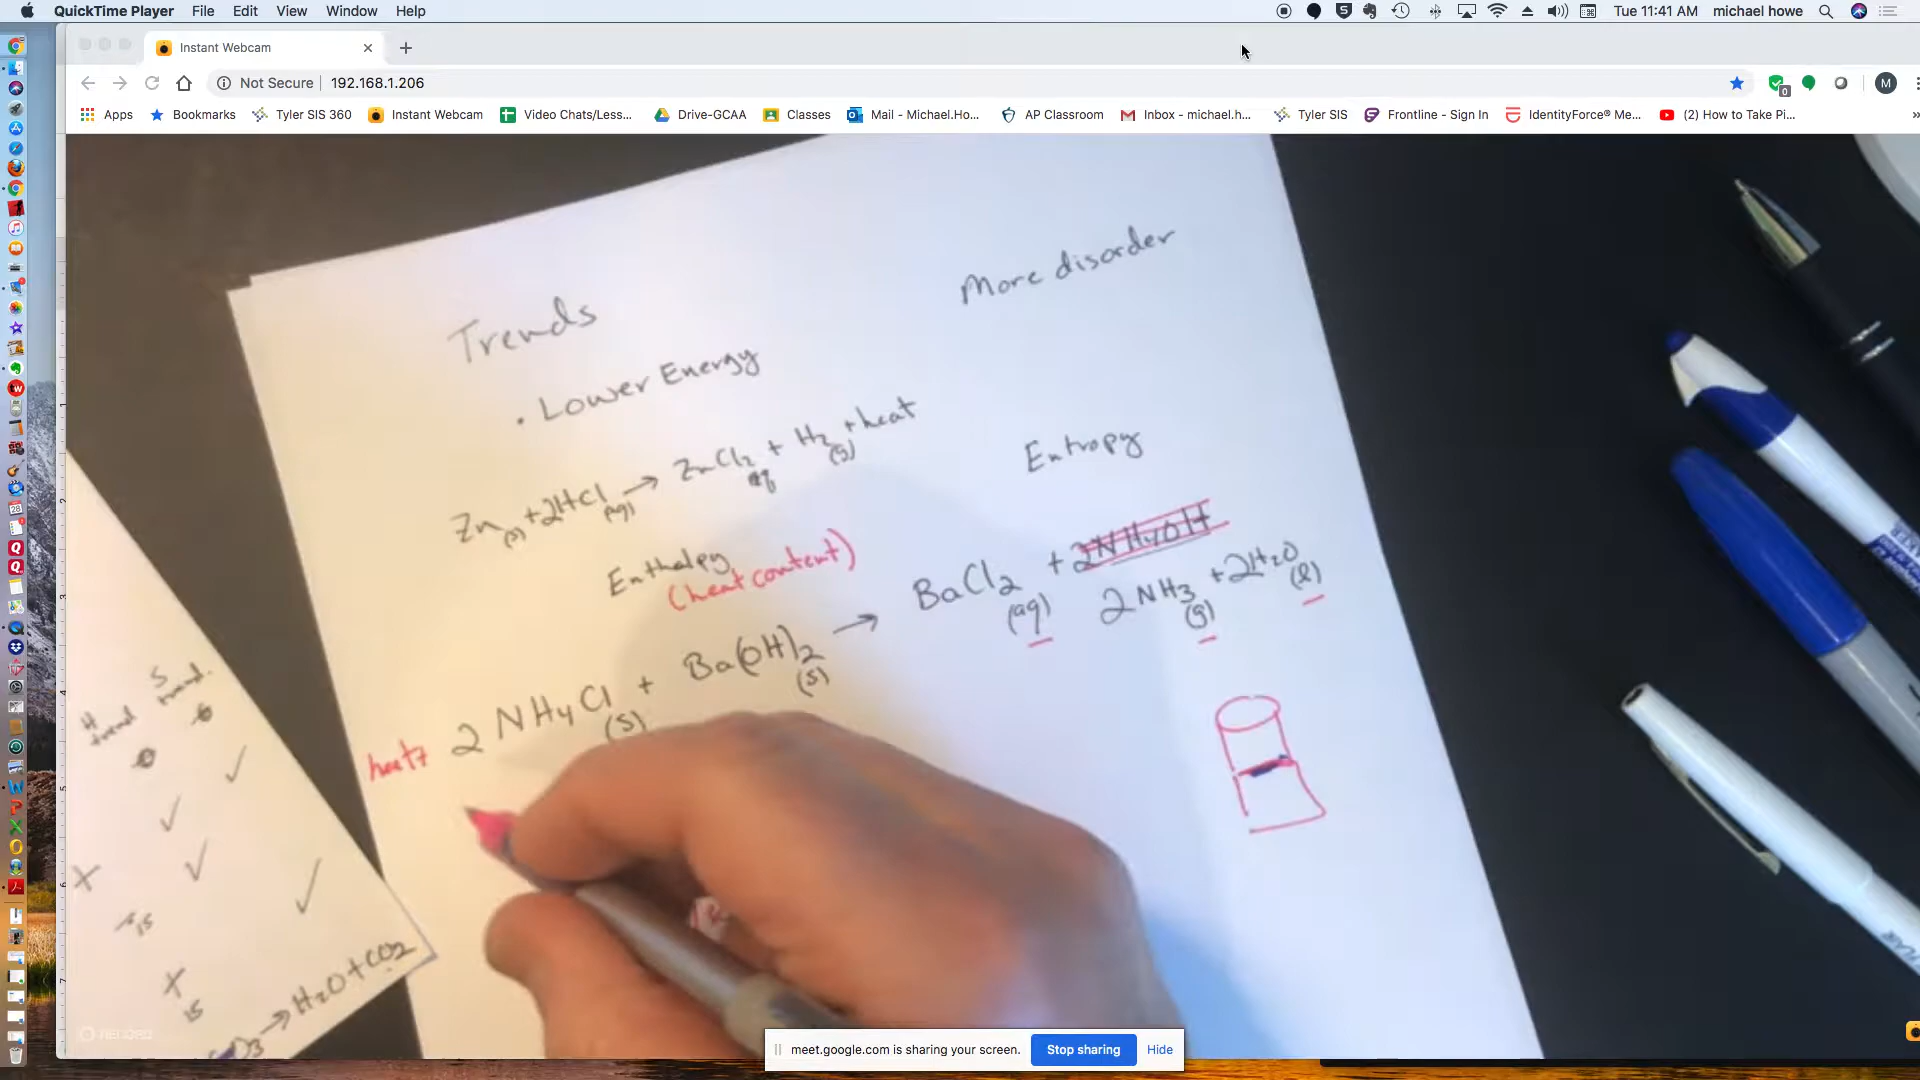 QuickTime Player File Edit View Window Help
Tue 11:41 AM michael howe
Instant Webcam
Not Secure 192.168.1.206
M
Apps Bookmarks Tyler SIS 360 Instant Webcam Video Chats/Less... Drive-GCAA Classes Mail - Michael.Ho... AP Classroom Inbox - michael.h... Tyler SIS Frontline - Sign In IdentityForce® Me... (2) How to Take Pi...
More disorder
Trends
• Lower Energy
Zn(s) + 2HCl(aq) → ZnCl2 aq + H2(g) + heat
Entropy
Enthalpy
(heat content)
heat+ 2 NH4Cl(s) + Ba(OH)2(s) → BaCl2(aq) + 2NH4OH
2NH3(g) + 2H2O(l)
H trend
S trend
→ H2O + CO2
meet.google.com is sharing your screen. Stop sharing Hide